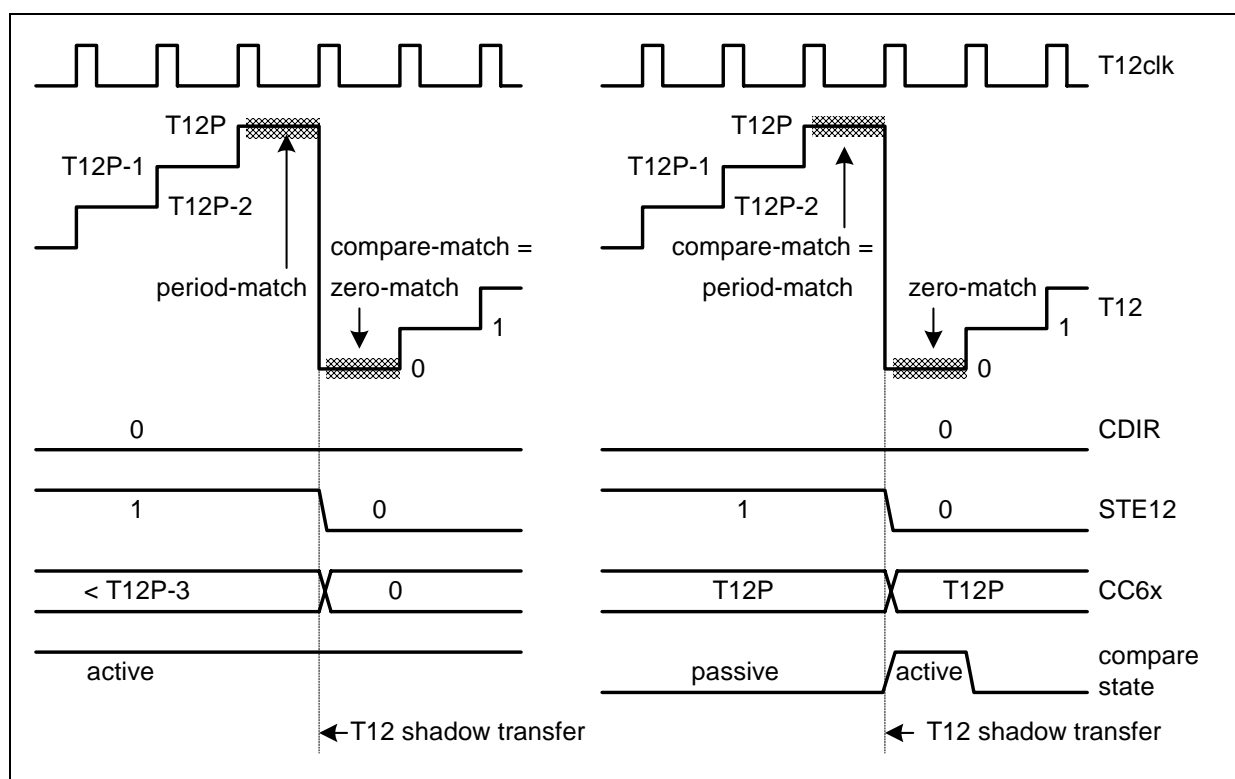 T12clk
T12P
T12P-1
T12P-2
compare-match =
period-match
zero-match
1
0
T12P
T12P-1
T12P-2
compare-match =
period-match
zero-match
1
0
T12
0
0
CDIR
1
0
1
0
STE12
< T12P-3
0
T12P
T12P
CC6x
active
passive
active
compare
state
T12 shadow transfer
T12 shadow transfer